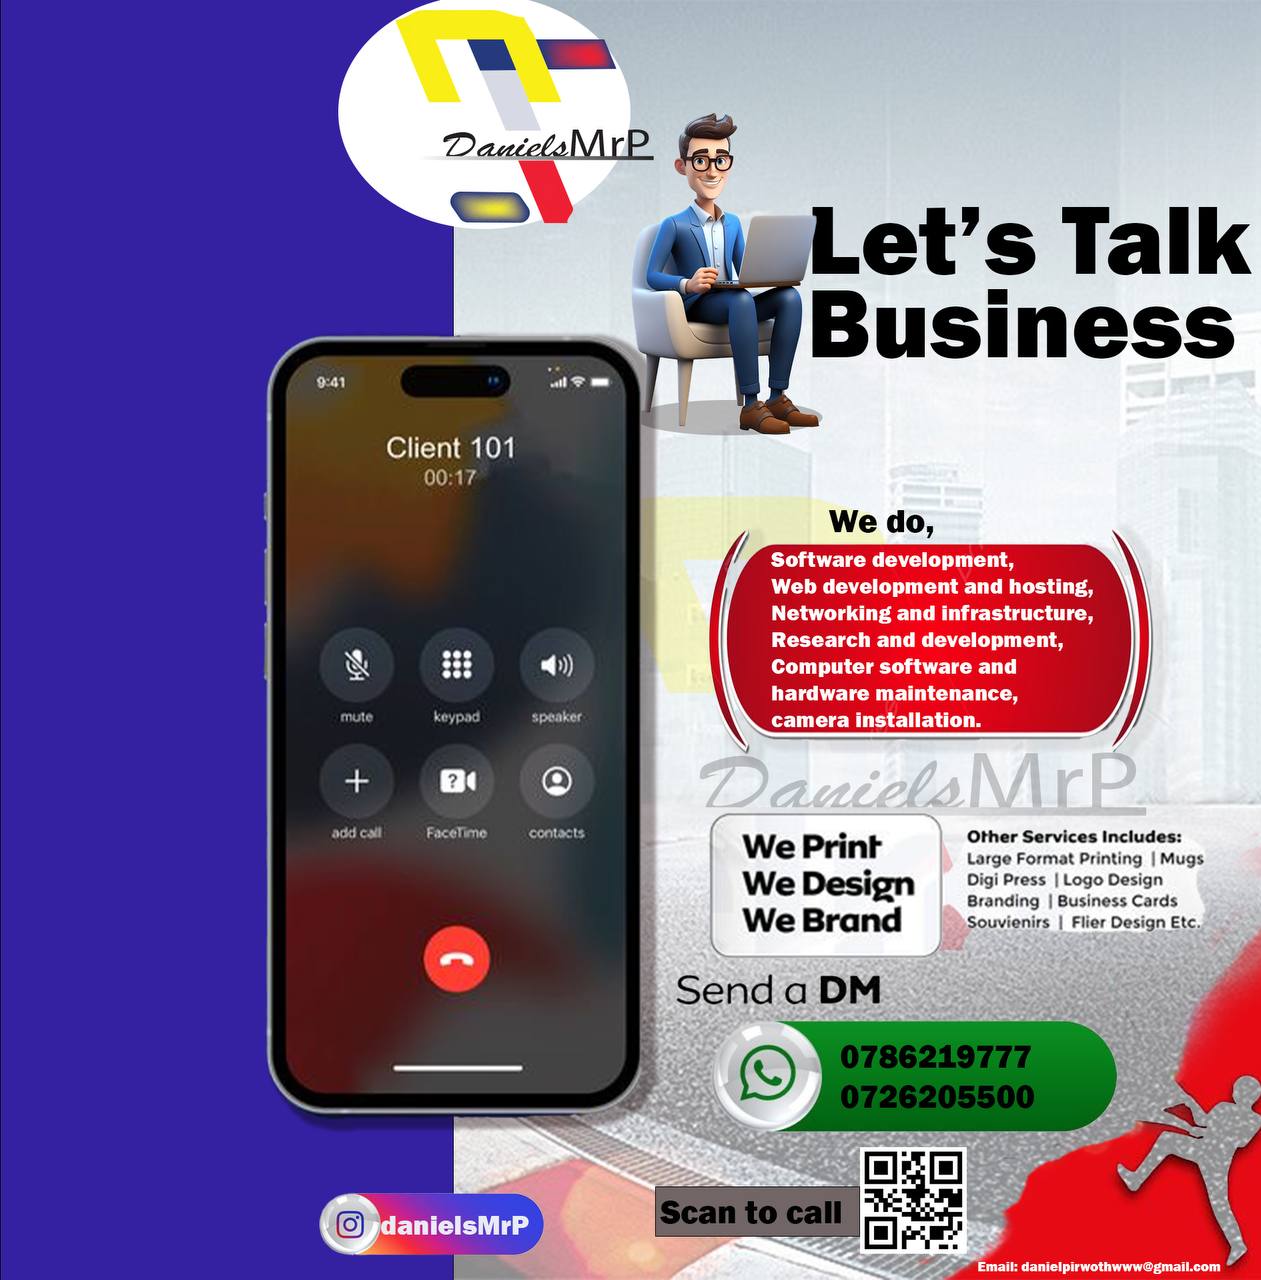 DanielsMrP
Let's Talk
Business
9:41
Client 101
00:17
mute
keypad
speaker
add call
?
FaceTime
contacts
We do,
Software development,
Web development and hosting,
Networking and infrastructure,
Research and development,
Computer software and
hardware maintenance,
camera installation.
DanielsMrP
We Print
We Design
We Brand
Other Services Includes:
Large Format Printing | Mugs
Digi Press | Logo Design
Branding | Business Cards
Souvienirs | Flier Design Etc.
Send a DM
0786219777
0726205500
Scan to call
danielsMrP
Email: danielpirwothwww@gmail.com